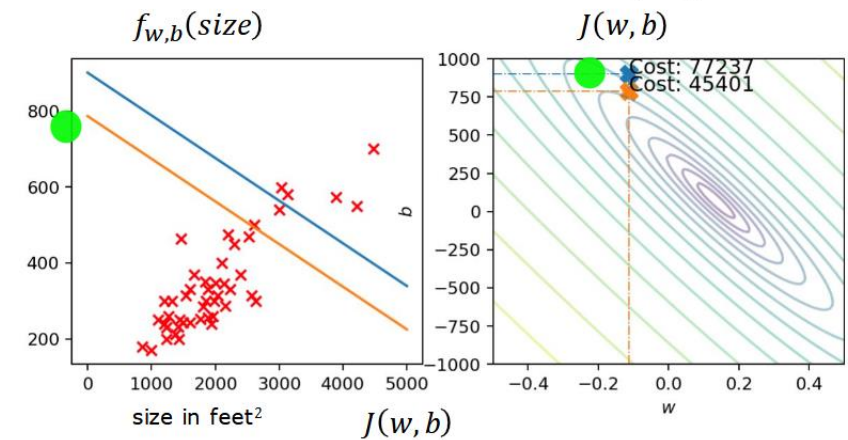 f_{w,b}(size)
J(w, b)
800
600
400
200
0 1000 2000 3000 4000 5000
size in feet²
1000
750
500
250
0
−250
−500
−750
−1000
b
Cost: 77237
Cost: 45401
−0.4 −0.2 0.0 0.2 0.4
w
J(w, b)